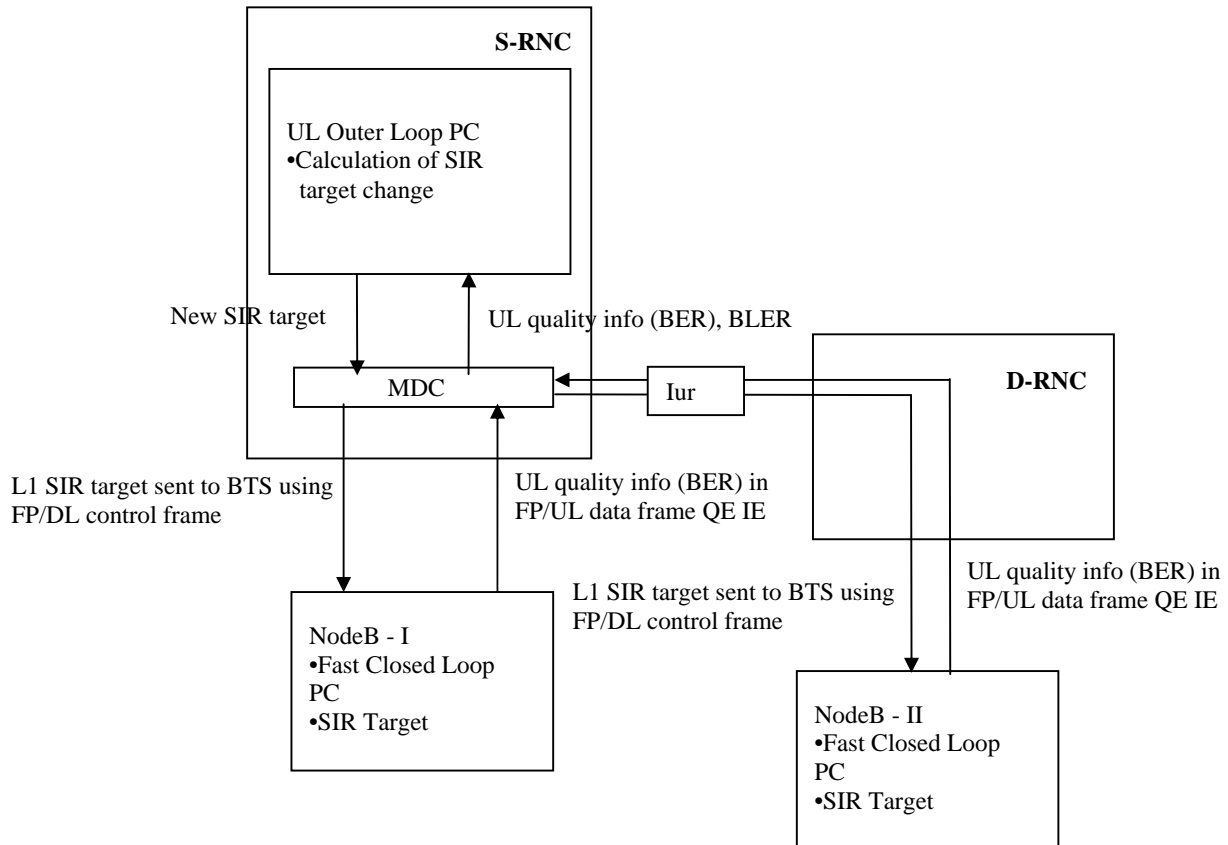 S-RNC
UL Outer Loop PC
•Calculation of SIR
target change
New SIR target
UL quality info (BER), BLER
MDC
Iur
D-RNC
L1 SIR target sent to BTS using
FP/DL control frame
UL quality info (BER) in
FP/UL data frame QE IE
L1 SIR target sent to BTS using
FP/DL control frame
UL quality info (BER) in
FP/UL data frame QE IE
NodeB - I
•Fast Closed Loop
PC
•SIR Target
NodeB - II
•Fast Closed Loop
PC
•SIR Target